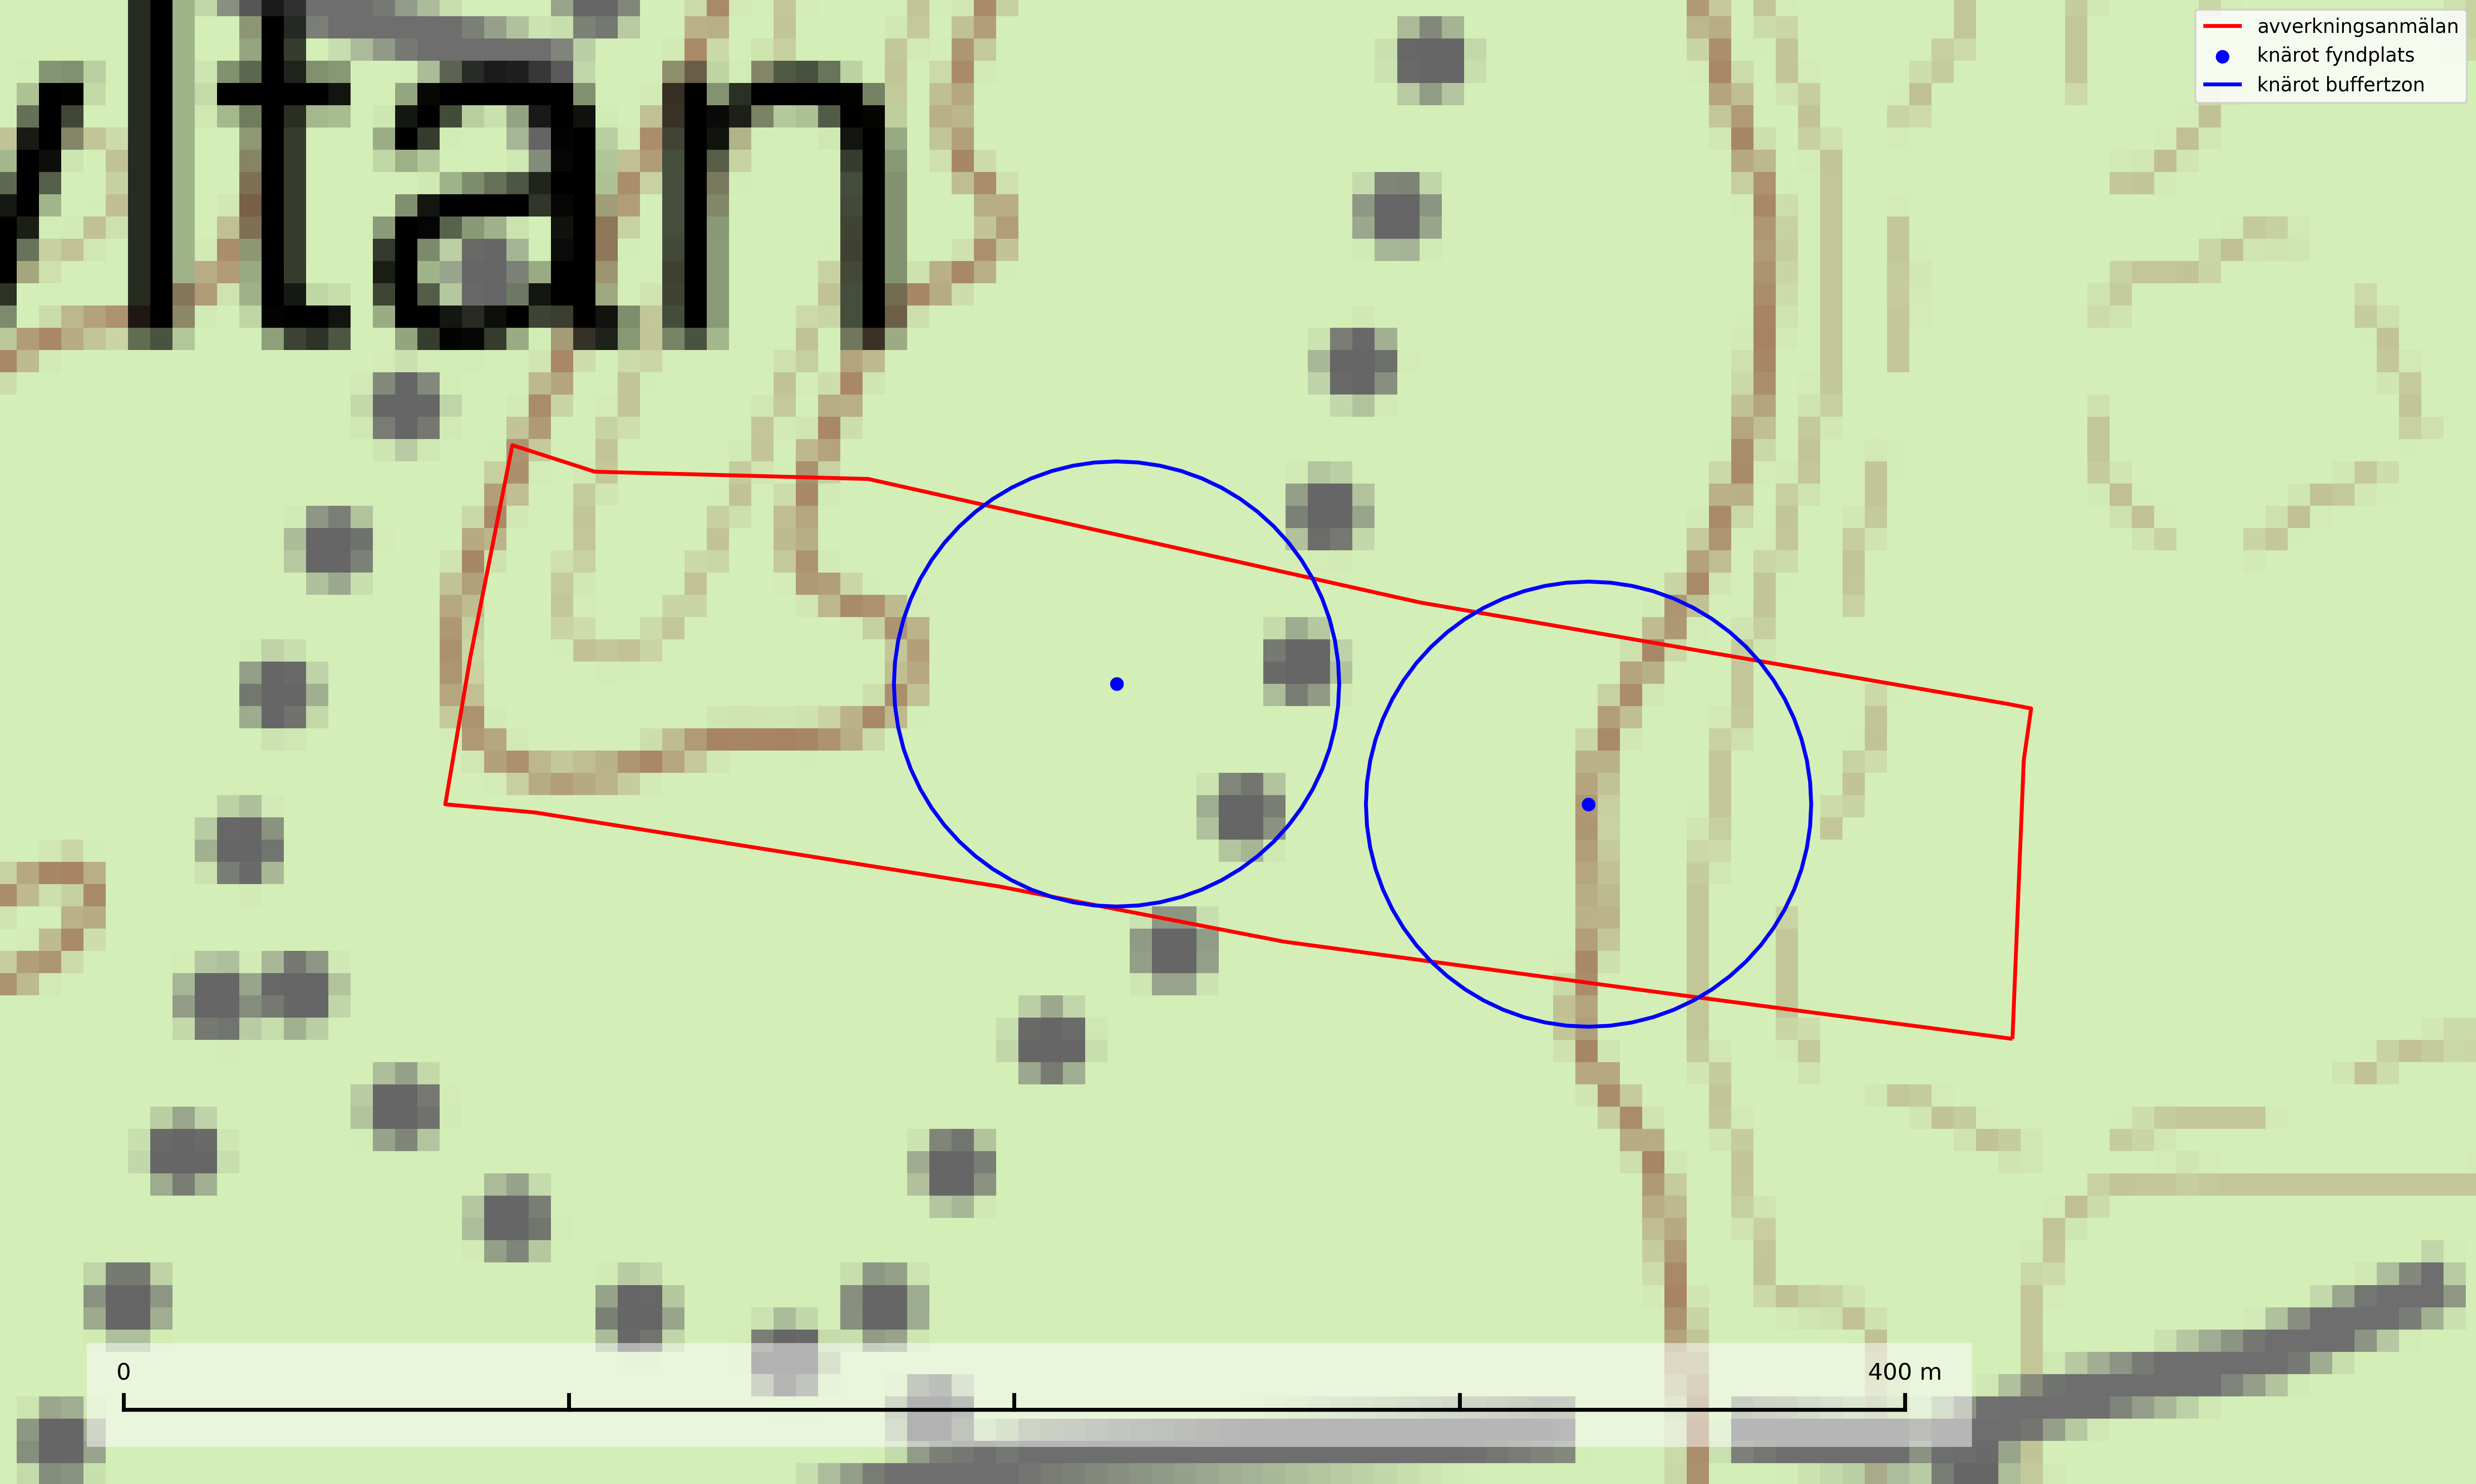 ltan
avverkningsanmälan
knärot fyndplats
knärot buffertzon
0
400 m